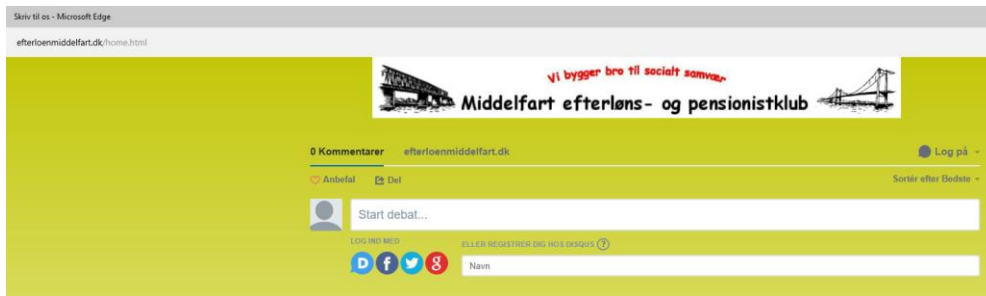 Skriv til os - Microsoft Edge
efterloenmiddelfart.dk/home.html
Vi bygger bro til socialt samvær
Middelfart efterløns- og pensionistklub
0 Kommentarer efterloenmiddelfart.dk Log på
Anbefal Del Sortér efter Bedste
Start debat...
LOG IND MED ELLER REGISTRER DIG HOS DISQUS ?
D f g
Navn